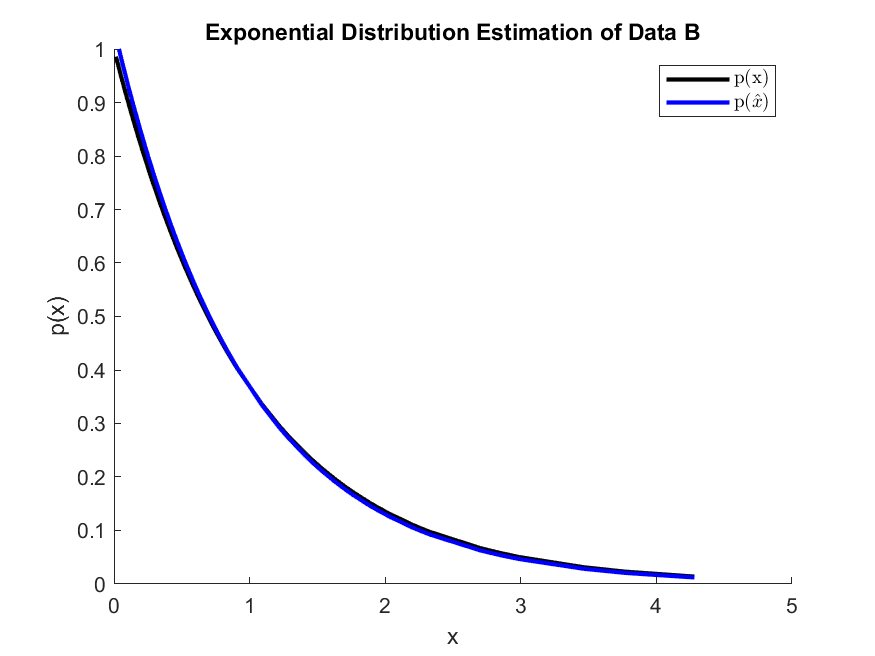 Exponential Distribution Estimation of Data B
p(x)
p(x̂)
1
0.9
0.8
0.7
0.6
0.5
0.4
0.3
0.2
0.1
0
p(x)
0 1 2 3 4 5
x